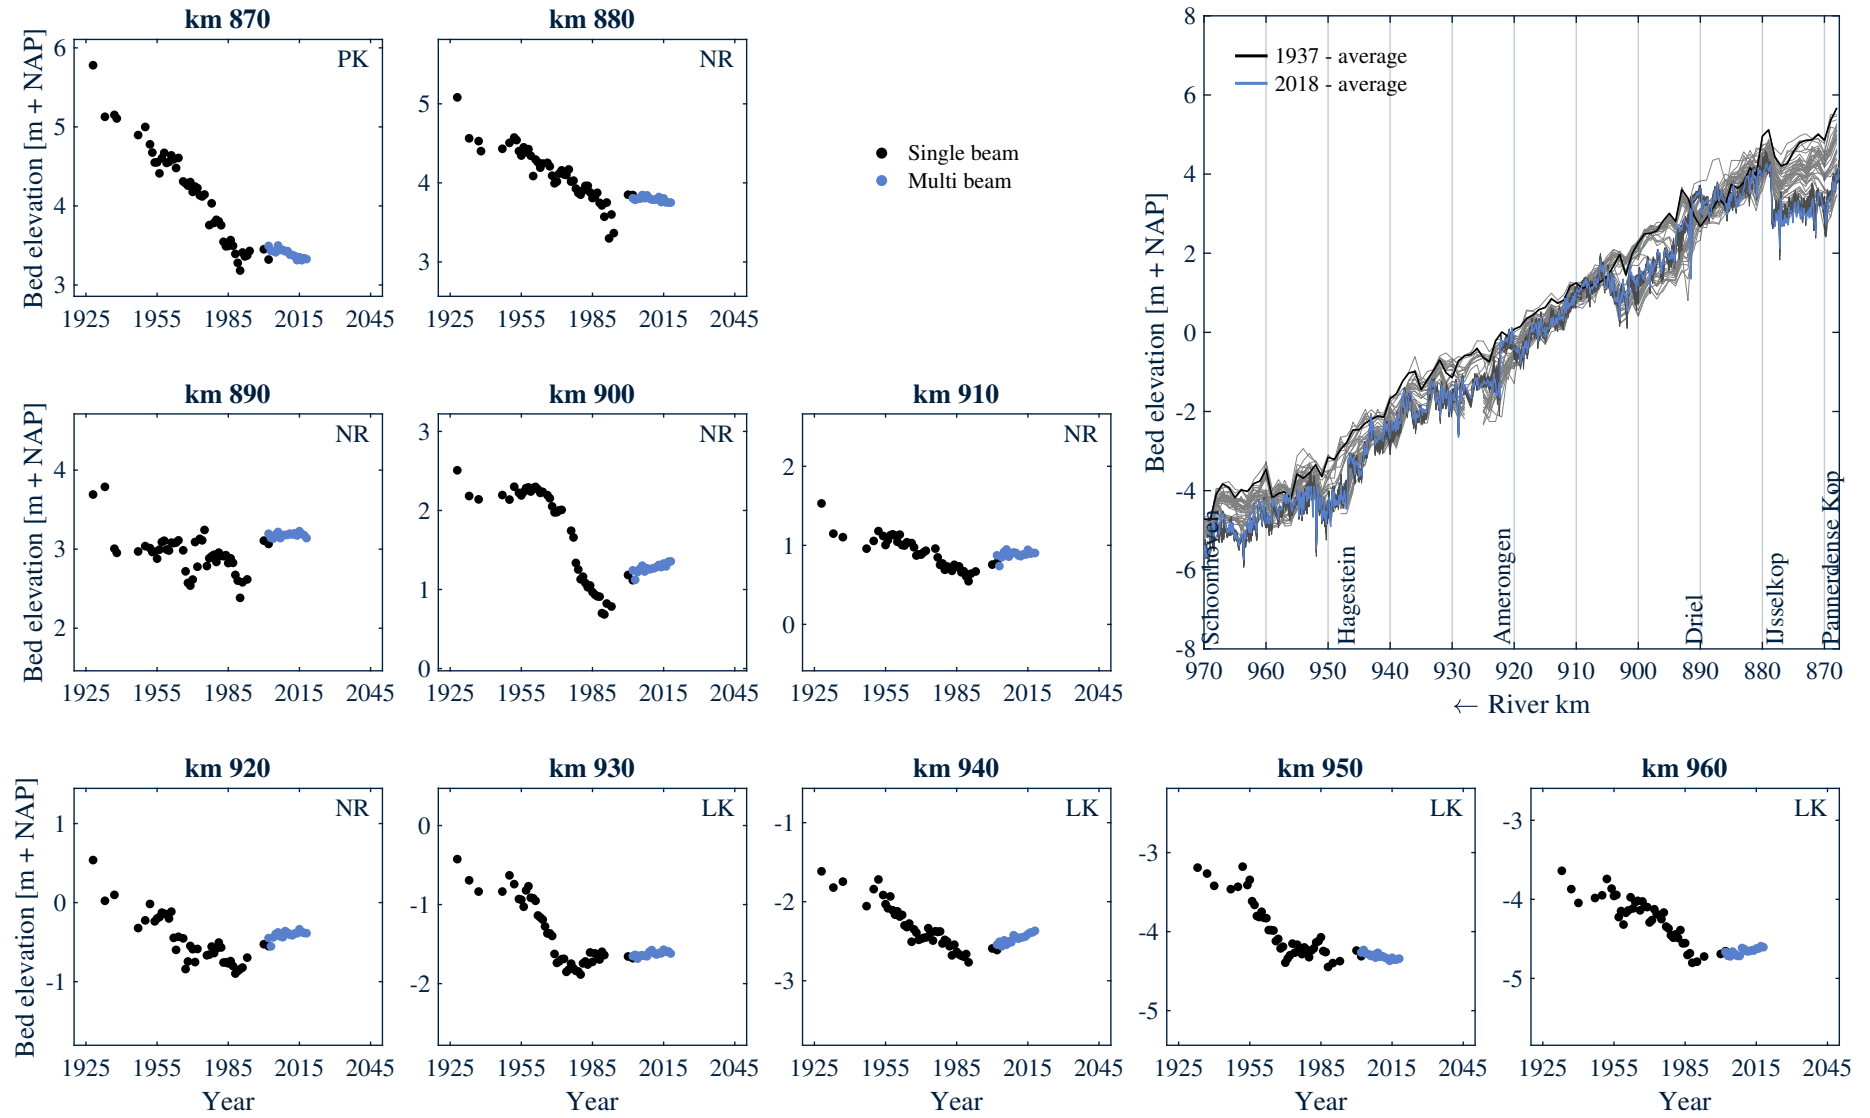 km 870
km 880
Bed elevation [m + NAP]
6
5
4
3
PK
1925 1955 1985 2015 2045
5
4
3
NR
1925 1955 1985 2015 2045
Single beam
Multi beam
8
6
4
2
0
-2
-4
-6
-8
Bed elevation [m + NAP]
1937 - average
2018 - average
Schoonhoven
Hagestein
Amerongen
Driel
IJsselkop
Pannerdense Kop
970 960 950 940 930 920 910 900 890 880 870
← River km
km 890
km 900
km 910
Bed elevation [m + NAP]
4
3
2
NR
1925 1955 1985 2015 2045
3
2
1
0
NR
1925 1955 1985 2015 2045
2
1
0
NR
1925 1955 1985 2015 2045
km 920
km 930
km 940
km 950
km 960
Bed elevation [m + NAP]
1
0
-1
NR
1925 1955 1985 2015 2045
Year
0
-1
-2
LK
1925 1955 1985 2015 2045
Year
-1
-2
-3
LK
1925 1955 1985 2015 2045
Year
-3
-4
-5
LK
1925 1955 1985 2015 2045
Year
-3
-4
-5
LK
1925 1955 1985 2015 2045
Year